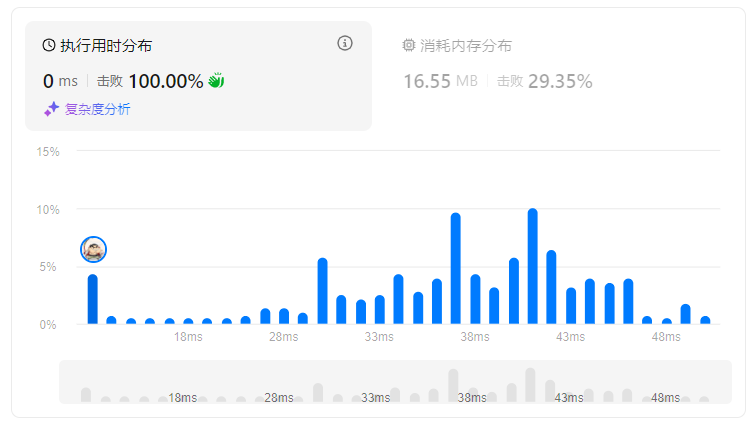 执行用时分布
0 ms 击败 100.00%
复杂度分析
消耗内存分布
16.55 MB 击败 29.35%
15%
10%
5%
0%
18ms 28ms 33ms 38ms 43ms 48ms
18ms 28ms 33ms 38ms 43ms 48ms